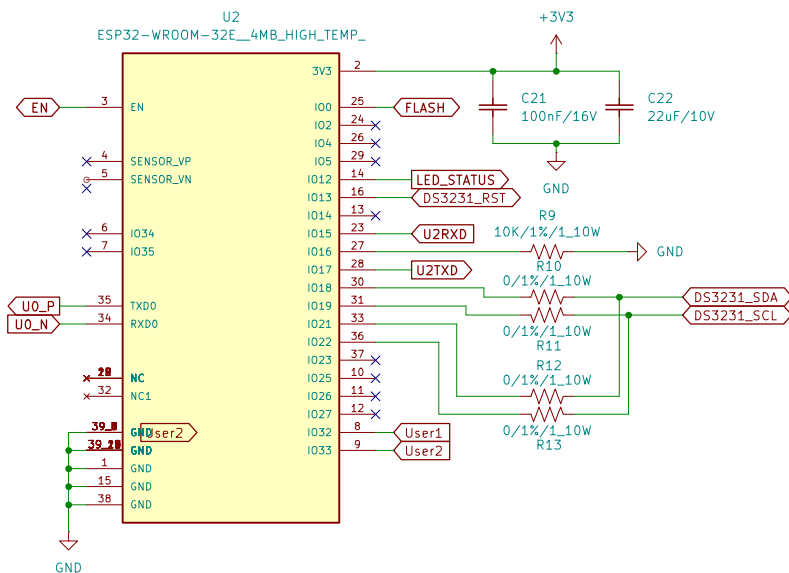 U2
ESP32-WROOM-32E__4MB_HIGH_TEMP_
+3V3
3V3 2
C21
100nF/16V
C22
22uF/10V
GND
EN 3 EN
IO0 25 FLASH
IO2 24
IO4 26
4 SENSOR_VP
IO5 29
5 SENSOR_VN
IO12 14 LED_STATUS
IO13 16 DS3231_RST
IO14 13
6 IO34
IO15 23 U2RXD
7 IO35
IO16 27
R9
10K/1%/1_10W
GND
IO17 28 U2TXD
R10
0/1%/1_10W
IO18 30
DS3231_SDA
U0_P 35 TXD0
IO19 31
DS3231_SCL
U0_N 34 RXD0
IO21 33
0/1%/1_10W
R11
IO22 36
IO23 37
R12
0/1%/1_10W
NC
IO25 10
32 NC1
IO26 11
IO27 12
0/1%/1_10W
R13
GND User2
IO32 8 User1
GND
IO33 9 User2
1 GND
15 GND
38 GND
GND